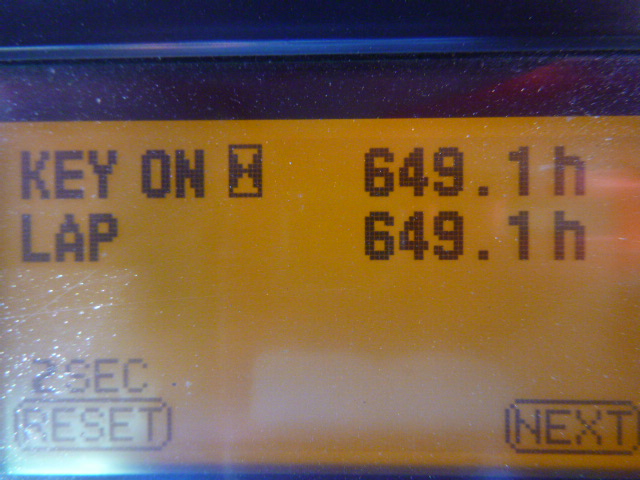 KEY ON 649.1h
LAP 649.1h
2SEC
RESET NEXT